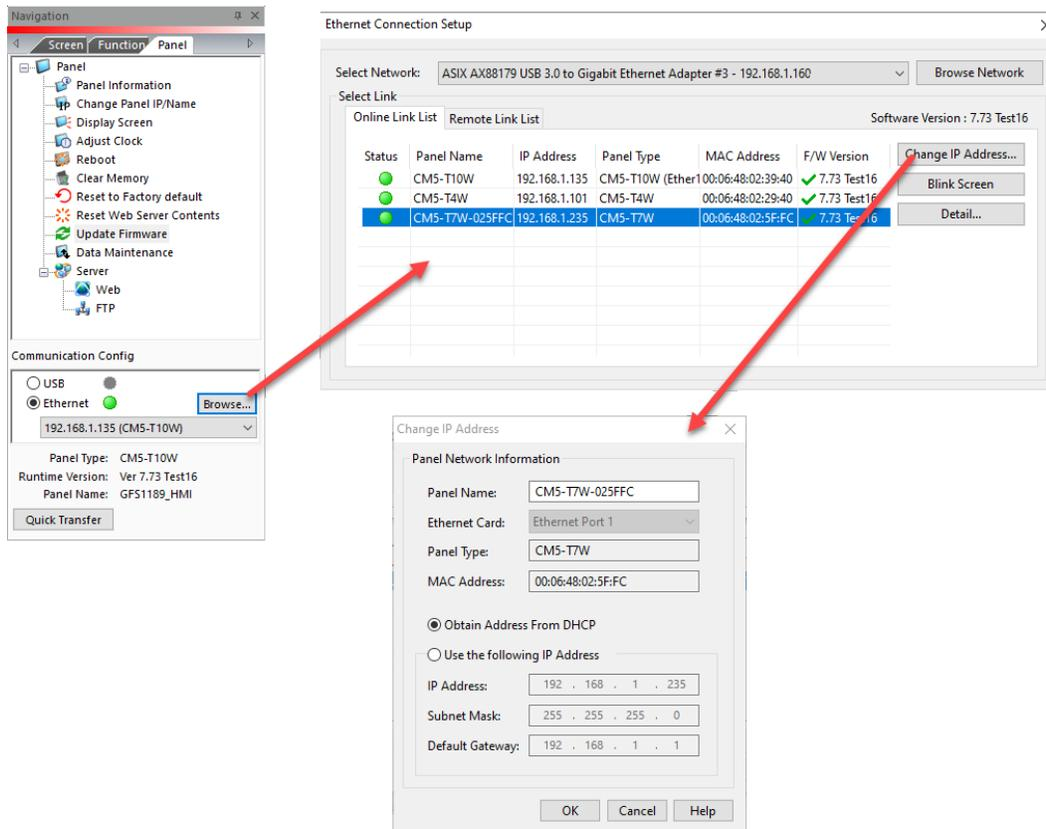 Navigation
Screen Function Panel
Panel
Panel Information
Change Panel IP/Name
Display Screen
Adjust Clock
Reboot
Clear Memory
Reset to Factory default
Reset Web Server Contents
Update Firmware
Data Maintenance
Server
Web
FTP
Communication Config
USB
Ethernet
Browse...
192.168.1.135 (CM5-T10W)
Panel Type: CM5-T10W
Runtime Version: Ver 7.73 Test16
Panel Name: GFS1189_HMI
Quick Transfer
Ethernet Connection Setup
Select Network: ASIX AX88179 USB 3.0 to Gigabit Ethernet Adapter #3 - 192.168.1.160 Browse Network
Select Link
Online Link List Remote Link List Software Version : 7.73 Test16
Status Panel Name IP Address Panel Type MAC Address F/W Version
CM5-T10W 192.168.1.135 CM5-T10W (Ether1 00:06:48:02:39:40 7.73 Test16
CM5-T4W 192.168.1.101 CM5-T4W 00:06:48:02:29:40 7.73 Test16
CM5-T7W-025FFC 192.168.1.235 CM5-T7W 00:06:48:02:5F:FC 7.73 Test16
Change IP Address...
Blink Screen
Detail...
Change IP Address
Panel Network Information
Panel Name: CM5-T7W-025FFC
Ethernet Card: Ethernet Port 1
Panel Type: CM5-T7W
MAC Address: 00:06:48:02:5F:FC
Obtain Address From DHCP
Use the following IP Address
IP Address: 192 . 168 . 1 . 235
Subnet Mask: 255 . 255 . 255 . 0
Default Gateway: 192 . 168 . 1 . 1
OK Cancel Help